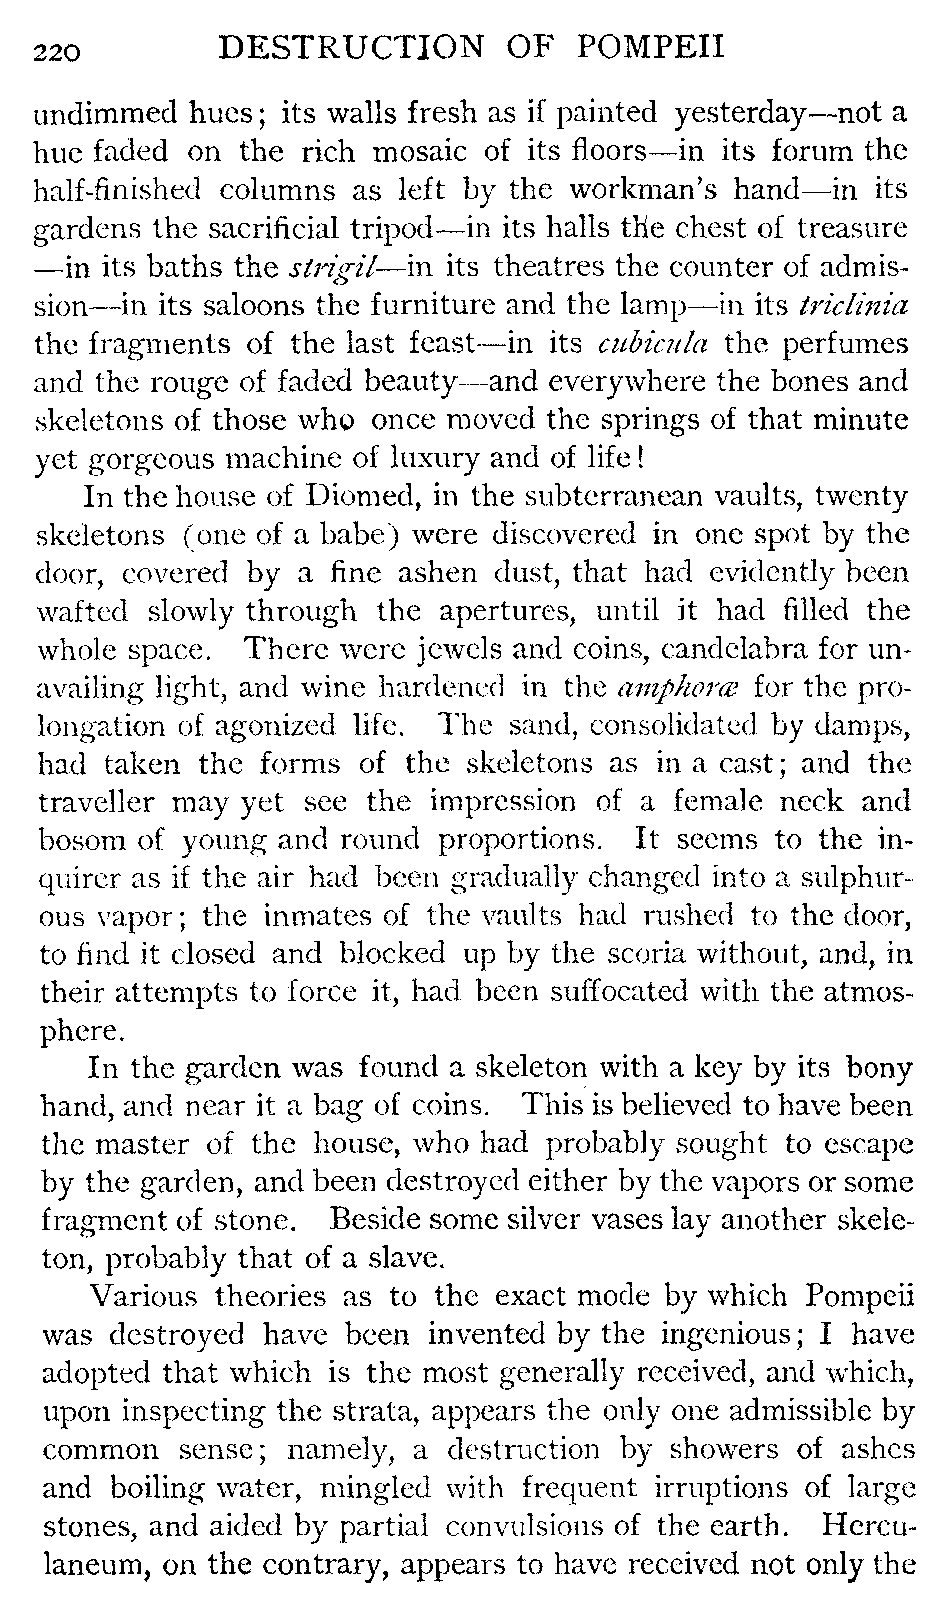 220 DESTRUCTION OF POMPEII
undimmed hues; its walls fresh as if painted yesterday—not a
hue faded on the rich mosaic of its floors—in its forum the
half-finished columns as left by the workman's hand—in its
gardens the sacrificial tripod—in its halls the chest of treasure
—in its baths the strigil—in its theatres the counter of admis-
sion—in its saloons the furniture and the lamp—in its triclinia
the fragments of the last feast—in its cubicula the perfumes
and the rouge of faded beauty—and everywhere the bones and
skeletons of those who once moved the springs of that minute
yet gorgeous machine of luxury and of life!
In the house of Diomed, in the subterranean vaults, twenty
skeletons (one of a babe) were discovered in one spot by the
door, covered by a fine ashen dust, that had evidently been
wafted slowly through the apertures, until it had filled the
whole space. There were jewels and coins, candelabra for un-
availing light, and wine hardened in the amphoræ for the pro-
longation of agonized life. The sand, consolidated by damps,
had taken the forms of the skeletons as in a cast; and the
traveller may yet see the impression of a female neck and
bosom of young and round proportions. It seems to the in-
quirer as if the air had been gradually changed into a sulphur-
ous vapor; the inmates of the vaults had rushed to the door,
to find it closed and blocked up by the scoria without, and, in
their attempts to force it, had been suffocated with the atmos-
phere.
In the garden was found a skeleton with a key by its bony
hand, and near it a bag of coins. This is believed to have been
the master of the house, who had probably sought to escape
by the garden, and been destroyed either by the vapors or some
fragment of stone. Beside some silver vases lay another skele-
ton, probably that of a slave.
Various theories as to the exact mode by which Pompeii
was destroyed have been invented by the ingenious; I have
adopted that which is the most generally received, and which,
upon inspecting the strata, appears the only one admissible by
common sense; namely, a destruction by showers of ashes
and boiling water, mingled with frequent irruptions of large
stones, and aided by partial convulsions of the earth. Hercu-
laneum, on the contrary, appears to have received not only the